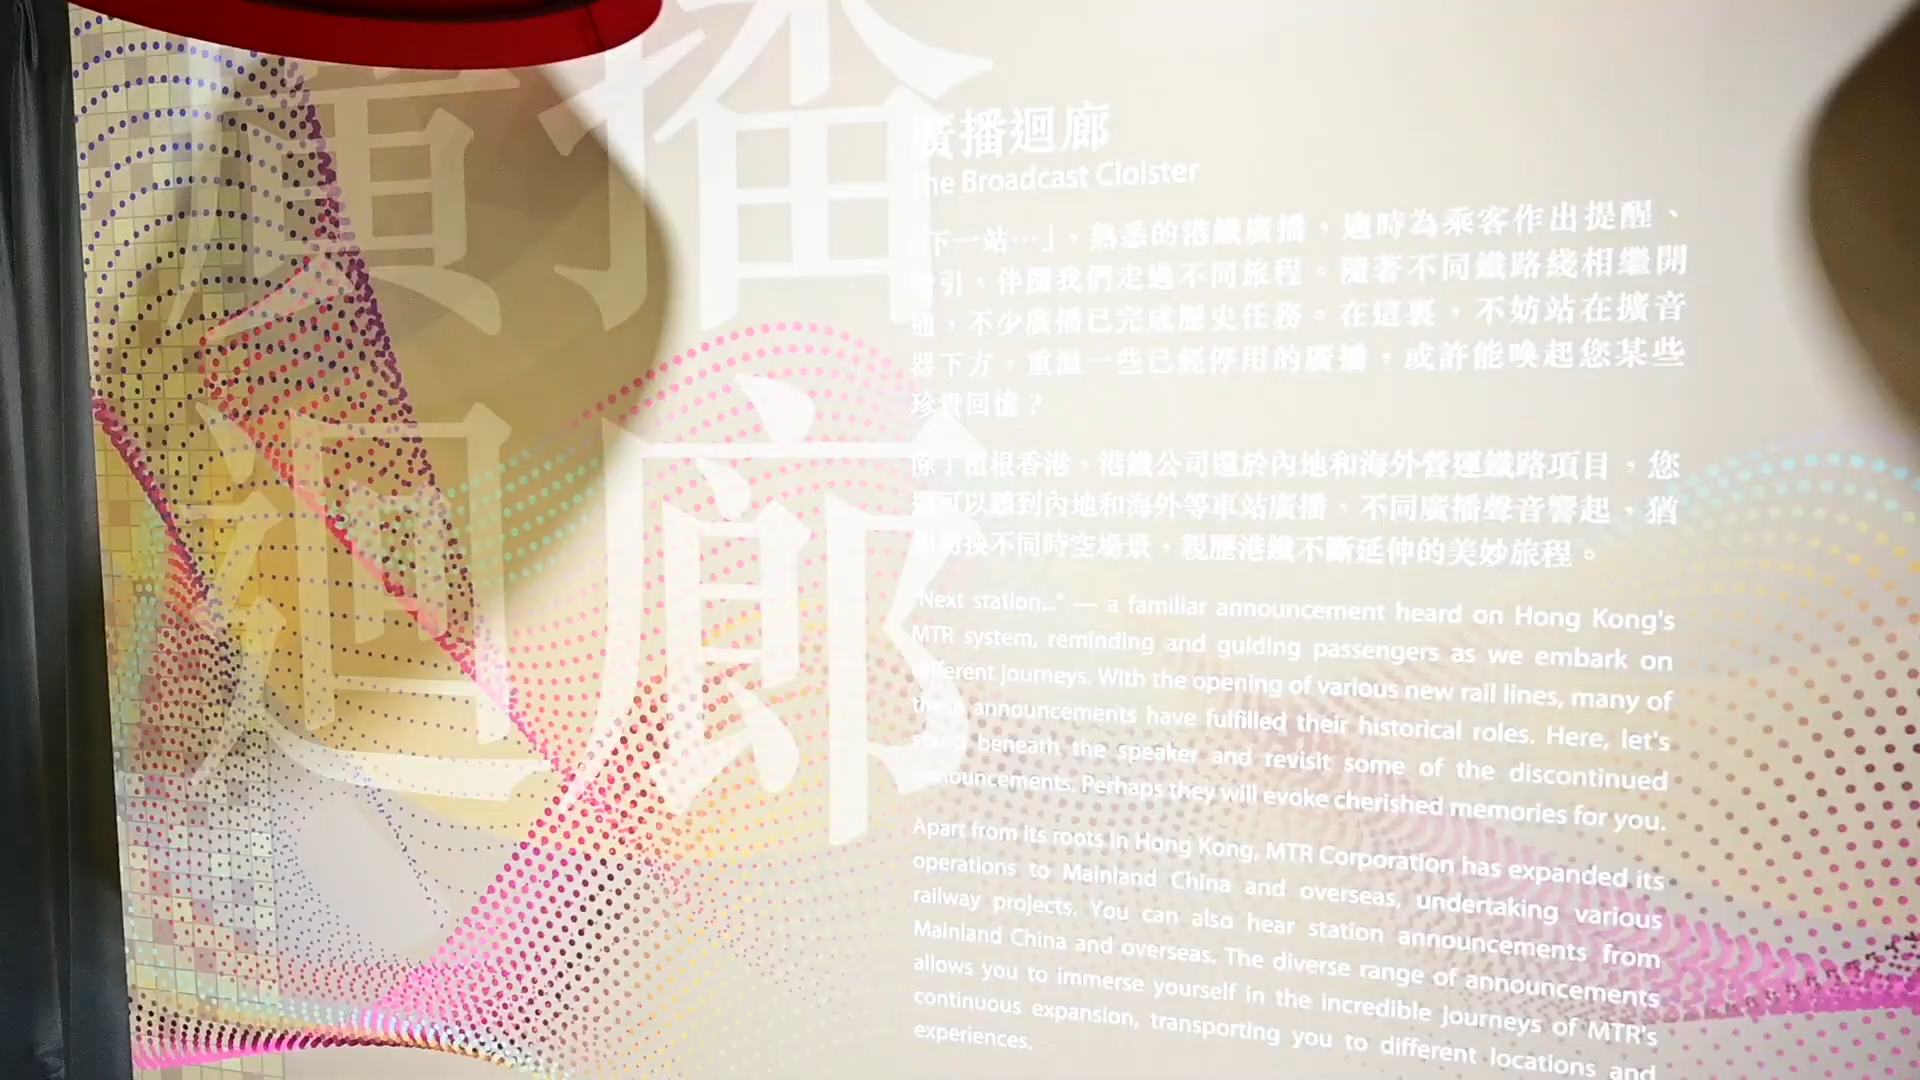 廣播
迴廊
廣播迴廊
The Broadcast Cloister
下一站…」，熟悉的港鐵廣播，適時為乘客作出提醒、
引，伴隨我們走過不同旅程。隨著不同鐵路綫相繼開
通，不少廣播已完成歷史任務。在這裏，不妨站在擴音
器下方，重溫一些已經停用的廣播，或許能喚起您某些
珍貴回憶？
除了植根香港，港鐵公司還於內地和海外營運鐵路項目，您
還可以聽到內地和海外等車站廣播，不同廣播聲音響起，猶
切換不同時空場景，親歷港鐵不斷延伸的美妙旅程。
"Next station..." — a familiar announcement heard on Hong Kong's
MTR system, reminding and guiding passengers as we embark on
different journeys. With the opening of various new rail lines, many of
these announcements have fulfilled their historical roles. Here, let's
stand beneath the speaker and revisit some of the discontinued
announcements. Perhaps they will evoke cherished memories for you.
Apart from its roots in Hong Kong, MTR Corporation has expanded its
operations to Mainland China and overseas, undertaking various
railway projects. You can also hear station announcements from
Mainland China and overseas. The diverse range of announcements
allows you to immerse yourself in the incredible journeys of MTR's
continuous expansion, transporting you to different locations and
experiences.